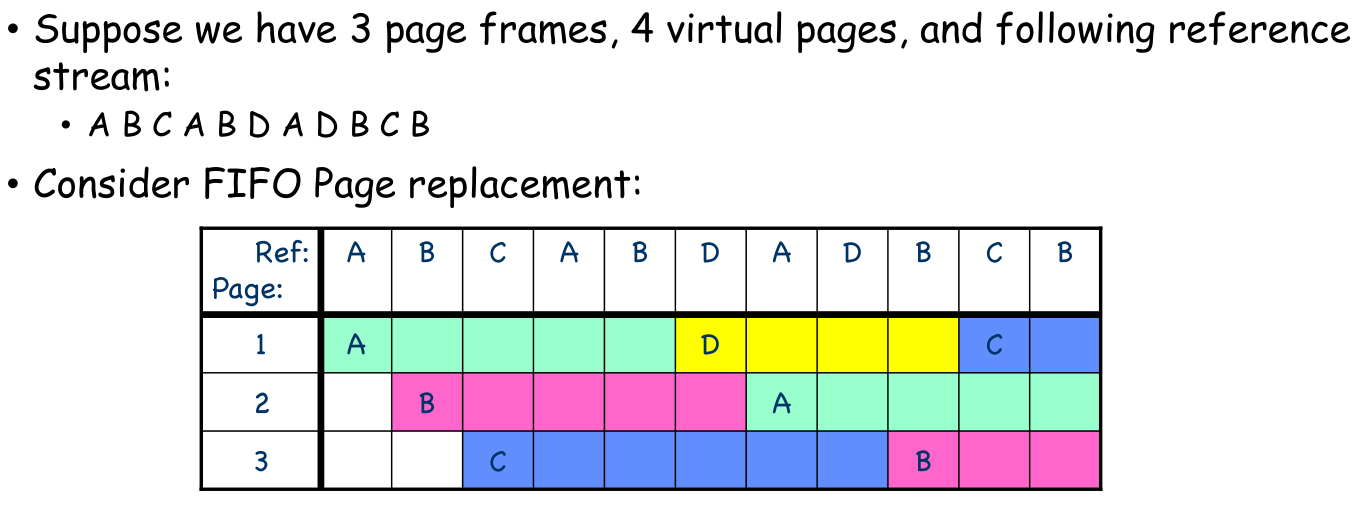 • Suppose we have 3 page frames, 4 virtual pages, and following reference
stream:
• A B C A B D A D B C B
• Consider FIFO Page replacement:
Ref: A B C A B D A D B C B
Page:
1 A D C
2 B A
3 C B